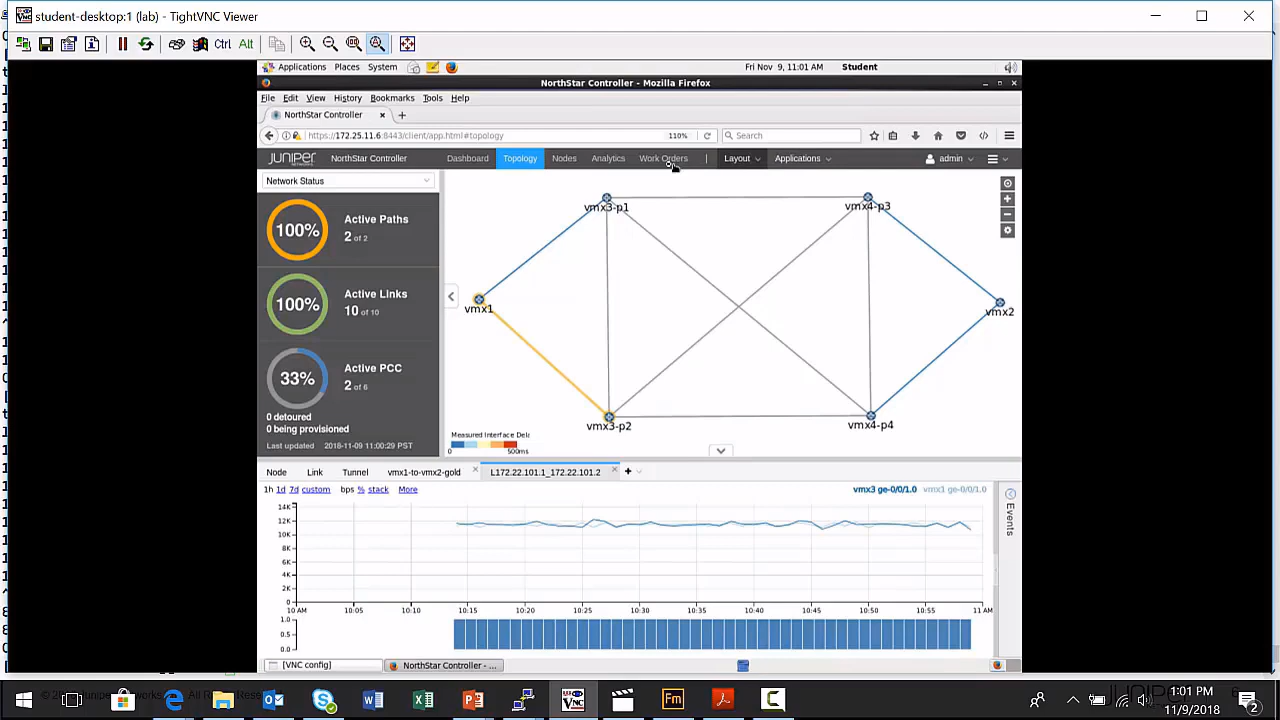 student-desktop:1 (lab) - TightVNC Viewer
Ctrl Alt
Applications Places System Fri Nov 9, 11:01 AM Student
NorthStar Controller - Mozilla Firefox
File Edit View History Bookmarks Tools Help
NorthStar Controller
https://172.25.11.6:8443/client/app.html#topology 110% Search
JUNIPER NorthStar Controller Dashboard Topology Nodes Analytics Work Orders | Layout Applications admin
Network Status
100% Active Paths
2 of 2
100% Active Links
10 of 10
33% Active PCC
2 of 6
0 detoured
0 being provisioned
Last updated 2018-11-09 11:00:29 PST
vmx3-p1
vmx4-p3
vmx1
vmx2
vmx3-p2
vmx4-p4
Measured Interface Dela
0 500ms
Node Link Tunnel vmx1-to-vmx2-gold L172.22.101.1_172.22.101.2
1h 1d 7d custom bps % stack More vmx3 ge-0/0/1.0 vmx1 ge-0/0/1.0
Events
14K
12K
10K
8K
6K
4K
2K
0
10 AM 10:05 10:10 10:15 10:20 10:25 10:30 10:35 10:40 10:45 10:50 10:55 11 AM
1.0
0.5
0.0
[VNC config] NorthStar Controller - ...
1:01 PM
11/9/2018
2